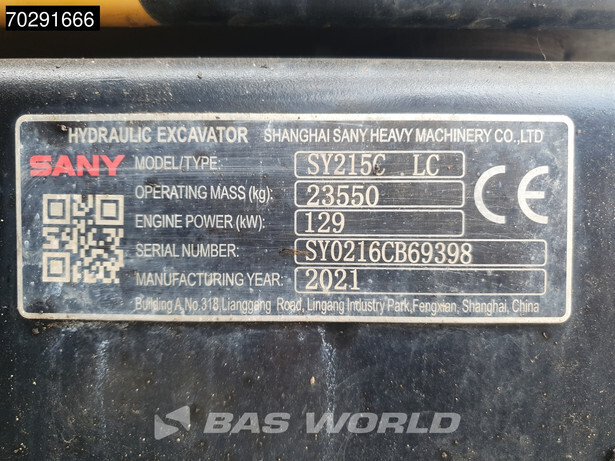 70291666
HYDRAULIC EXCAVATOR SHANGHAI SANY HEAVY MACHINERY CO.,LTD
SANY MODEL/TYPE: SY215C LC
OPERATING MASS (kg): 23550
ENGINE POWER (kW): 129
SERIAL NUMBER: SY0216CB69398
MANUFACTURING YEAR: 2021
CE
Building A,No.318,Lianggang Road, Lingang Industry Park,Fengxian, Shanghai, China
BAS WORLD